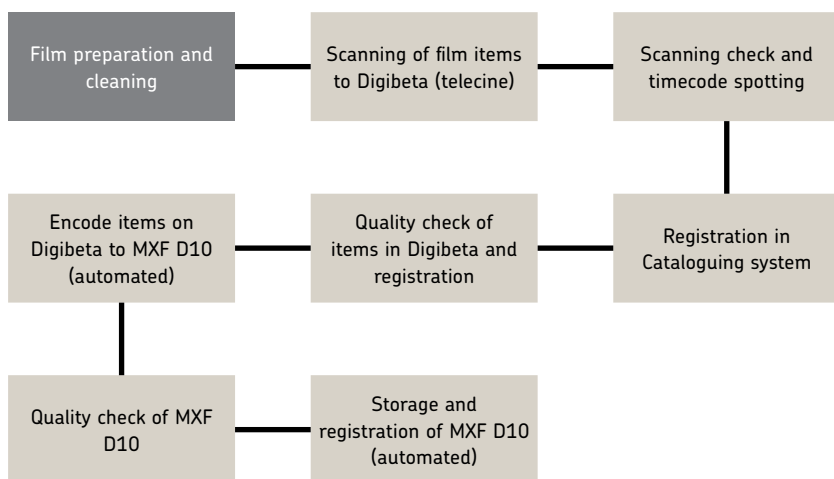 Film preparation and
cleaning
Scanning of film items
to Digibeta (telecine)
Scanning check and
timecode spotting
Registration in
Cataloguing system
Quality check of
items in Digibeta and
registration
Encode items on
Digibeta to MXF D10
(automated)
Quality check of MXF
D10
Storage and
registration of MXF D10
(automated)